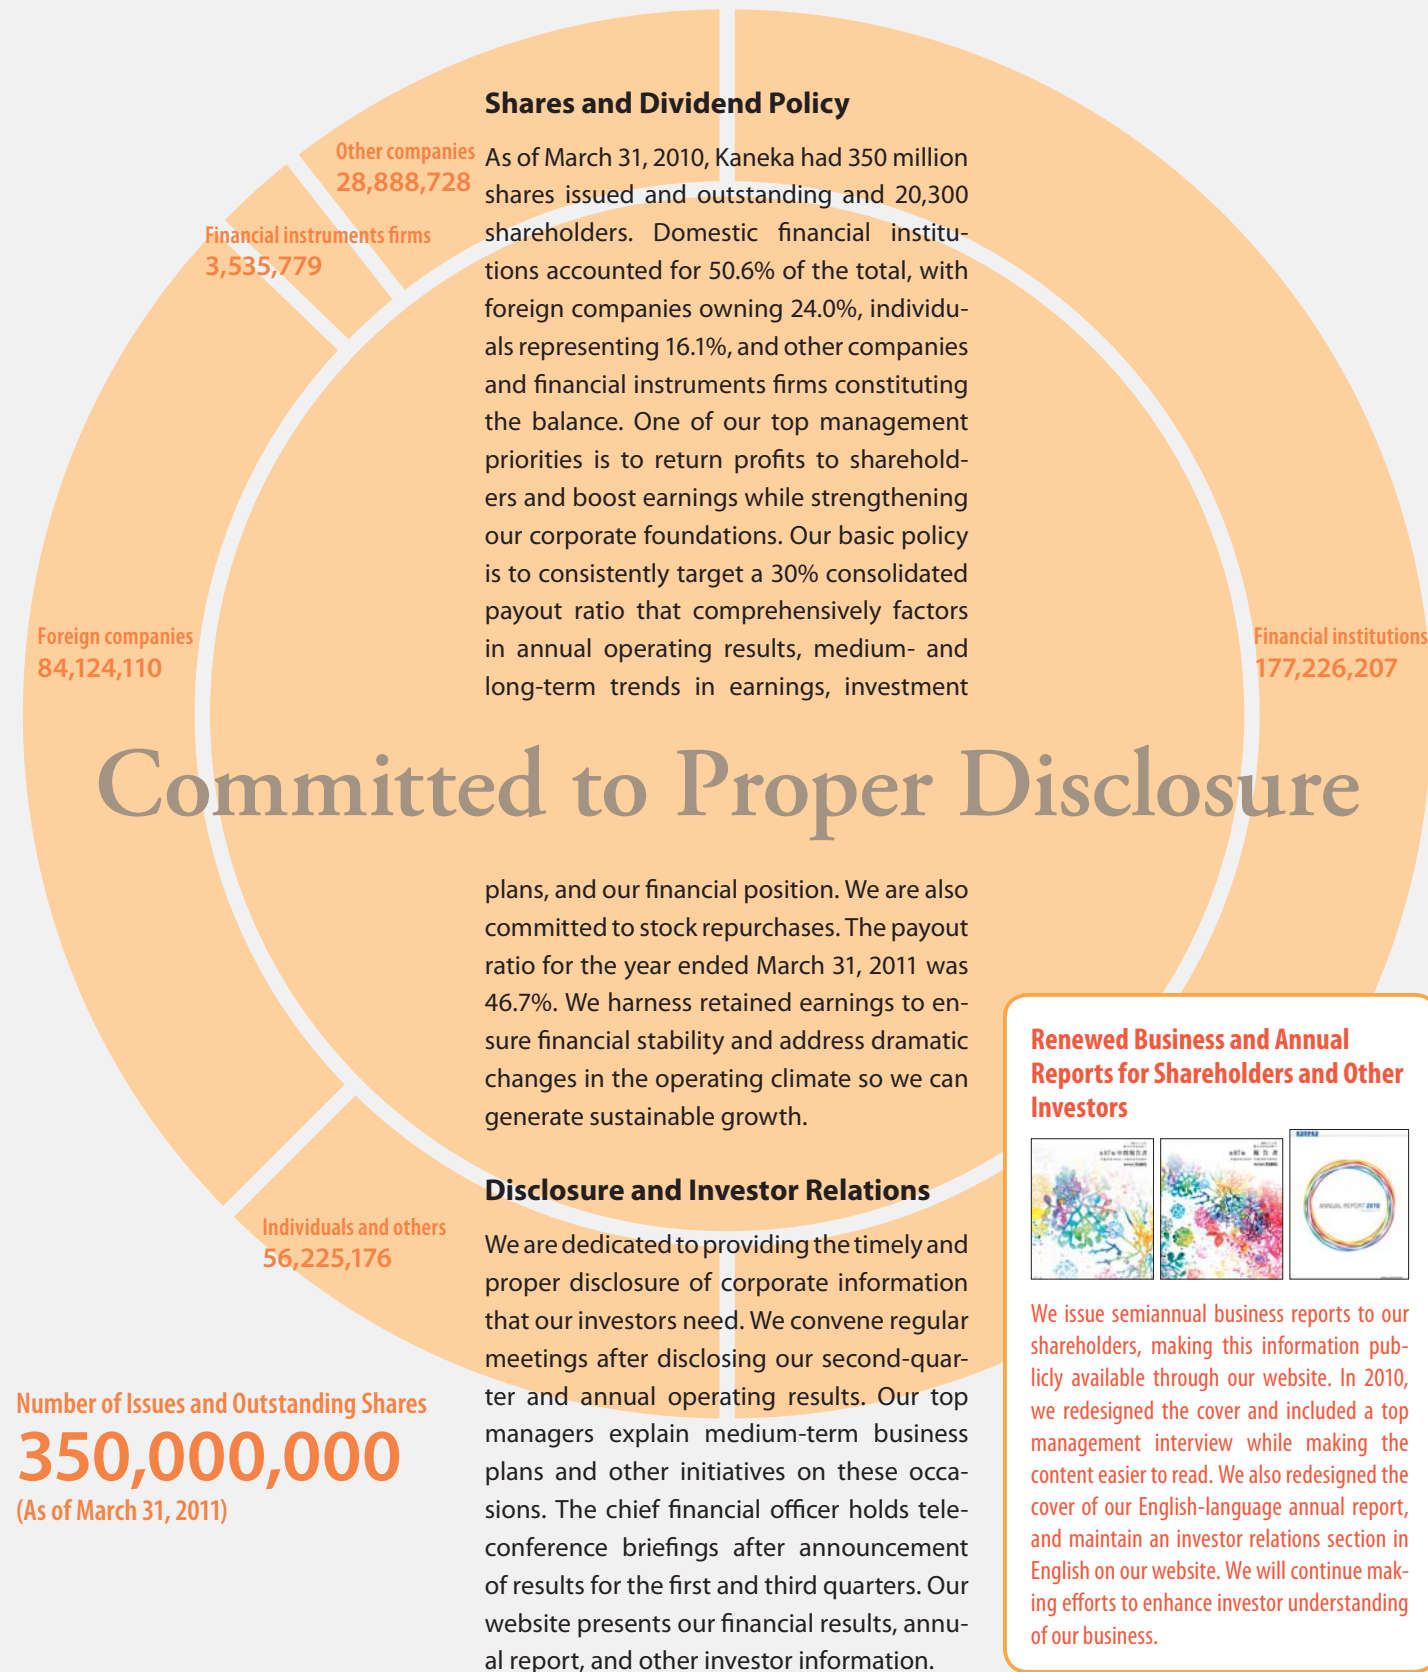 Shares and Dividend Policy
As of March 31, 2010, Kaneka had 350 million
shares issued and outstanding and 20,300
shareholders. Domestic financial institu-
tions accounted for 50.6% of the total, with
foreign companies owning 24.0%, individu-
als representing 16.1%, and other companies
and financial instruments firms constituting
the balance. One of our top management
priorities is to return profits to sharehold-
ers and boost earnings while strengthening
our corporate foundations. Our basic policy
is to consistently target a 30% consolidated
payout ratio that comprehensively factors
in annual operating results, medium- and
long-term trends in earnings, investment
Other companies
28,888,728
Financial instruments firms
3,535,779
Foreign companies
84,124,110
Financial institutions
177,226,207
Committed to Proper Disclosure
plans, and our financial position. We are also
committed to stock repurchases. The payout
ratio for the year ended March 31, 2011 was
46.7%. We harness retained earnings to en-
sure financial stability and address dramatic
changes in the operating climate so we can
generate sustainable growth.
Disclosure and Investor Relations
We are dedicated to providing the timely and
proper disclosure of corporate information
that our investors need. We convene regular
meetings after disclosing our second-quar-
ter and annual operating results. Our top
managers explain medium-term business
plans and other initiatives on these occa-
sions. The chief financial officer holds tele-
conference briefings after announcement
of results for the first and third quarters. Our
website presents our financial results, annu-
al report, and other investor information.
Individuals and others
56,225,176
Number of Issues and Outstanding Shares
350,000,000
(As of March 31, 2011)
Renewed Business and Annual
Reports for Shareholders and Other
Investors
ANNUAL REPORT 2010
We issue semiannual business reports to our
shareholders, making this information pub-
licly available through our website. In 2010,
we redesigned the cover and included a top
management interview while making the
content easier to read. We also redesigned the
cover of our English-language annual report,
and maintain an investor relations section in
English on our website. We will continue mak-
ing efforts to enhance investor understanding
of our business.